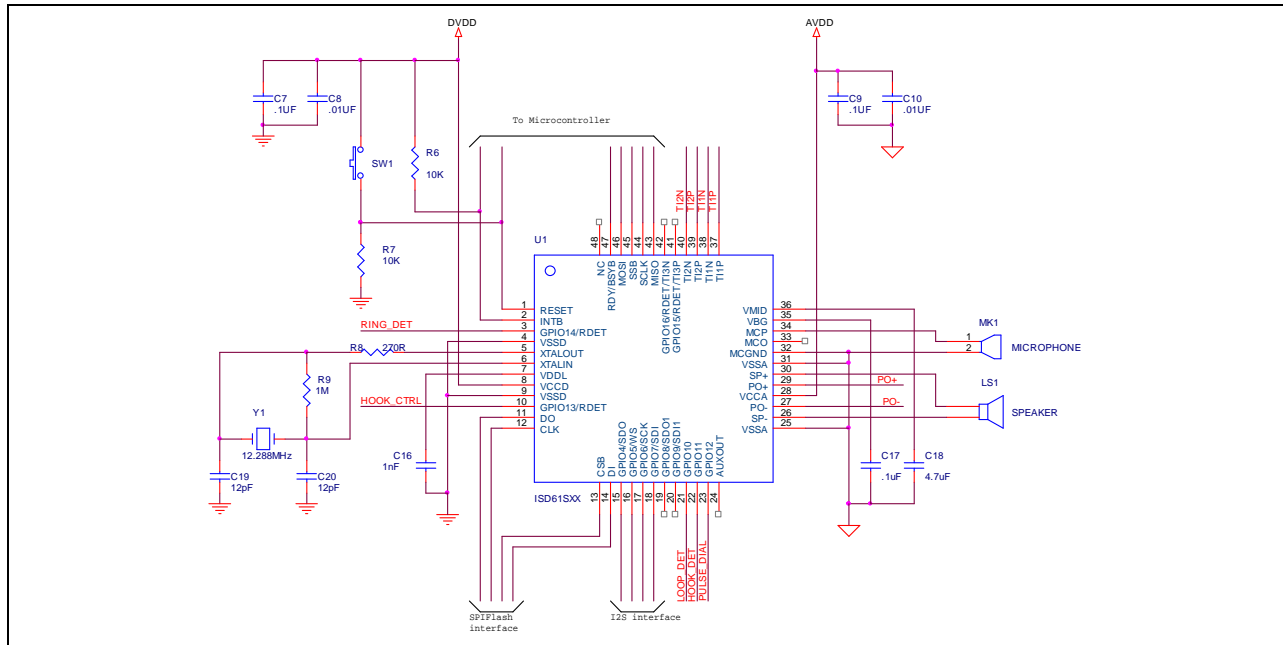 DVDD
AVDD
C7
.1UF
C8
.01UF
C9
.1UF
C10
.01UF
To Microcontroller
SW1
R6
10K
R7
10K
TI2N
TI2P
TI1N
TI1P
U1
48
47
46
45
44
43
42
41
40
39
38
37
NC
RDY/BSYB
MOSI
SSB
SCLK
MISO
GPIO16/RDET/TI3N
GPIO15/RDET/TI3P
TI2N
TI2P
TI1N
TI1P
1 RESET
2 INTB
RING_DET 3 GPIO14/RDET
4 VSSD
R8 270R 5 XTALOUT
6 XTALIN
7 VDDL
8 VCCD
9 VSSD
HOOK_CTRL 10 GPIO13/RDET
11 DO
12 CLK
VMID 36
VBG 35
MCP 34
MCO 33
MCGND 32
VSSA 31
SP+ 30
PO+ 29 PO+
VCCA 28
PO- 27 PO-
SP- 26
VSSA 25
MK1
1
2
MICROPHONE
LS1
SPEAKER
R9
1M
Y1
12.288MHz
C19
12pF
C20
12pF
C16
1nF
C17
.1uF
C18
4.7uF
CSB
DI
GPIO4/SDO
GPIO5/WS
GPIO6/SCK
GPIO7/SDI
GPIO8/SDO1
GPIO9/SDI1
GPIO10
GPIO11
GPIO12
AUXOUT
ISD61SXX
13
14
15
16
17
18
19
20
21
22
23
24
LOOP_DET
HOOK_DET
PULSE_DIAL
SPIFlash
interface
I2S interface